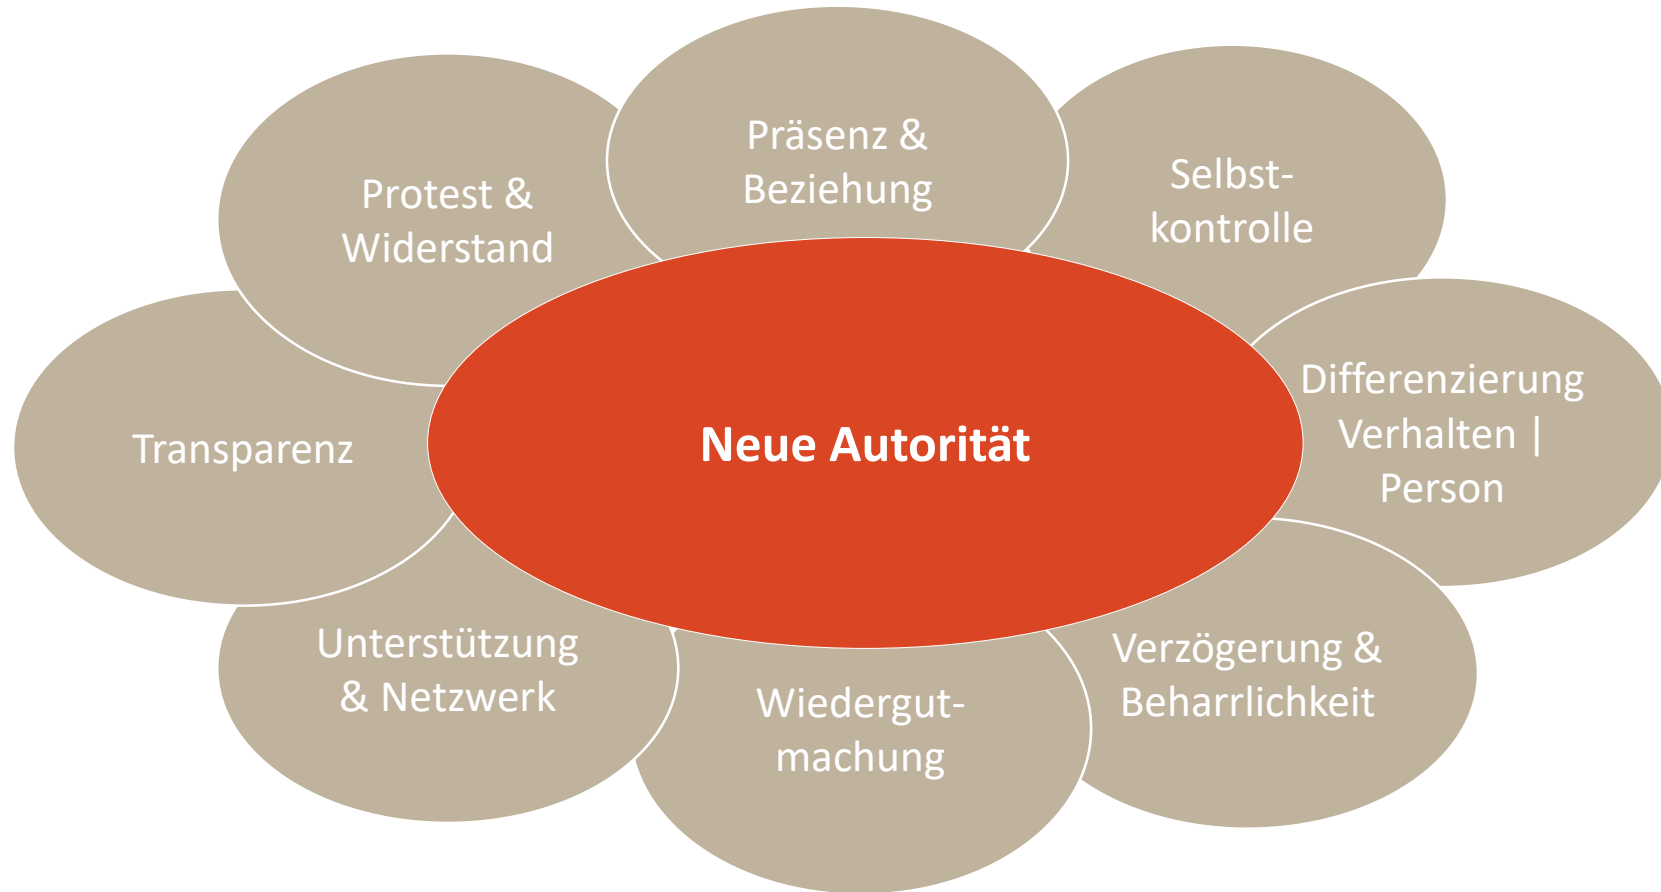 Präsenz &
Beziehung
Selbst-
kontrolle
Differenzierung
Verhalten |
Person
Verzögerung &
Beharrlichkeit
Wiedergut-
machung
Unterstützung
& Netzwerk
Transparenz
Protest &
Widerstand
Neue Autorität